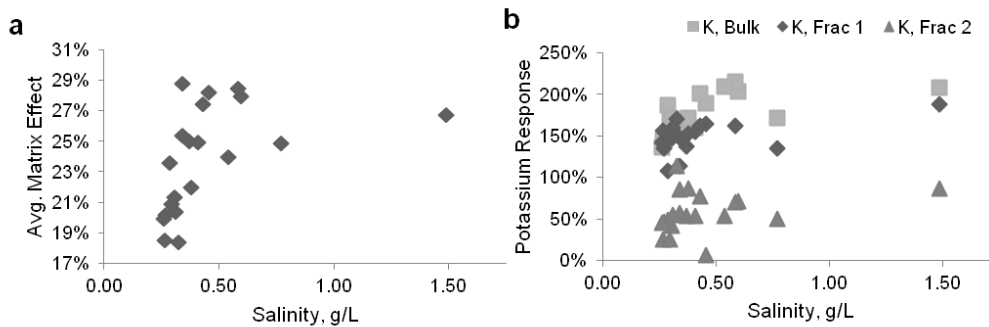 a
31%
29%
27%
25%
23%
21%
19%
17%
Avg. Matrix Effect
0.00 0.50 1.00 1.50
Salinity, g/L
b
K, Bulk K, Frac 1 K, Frac 2
250%
200%
150%
100%
50%
0%
Potassium Response
0.00 0.50 1.00 1.50
Salinity, g/L